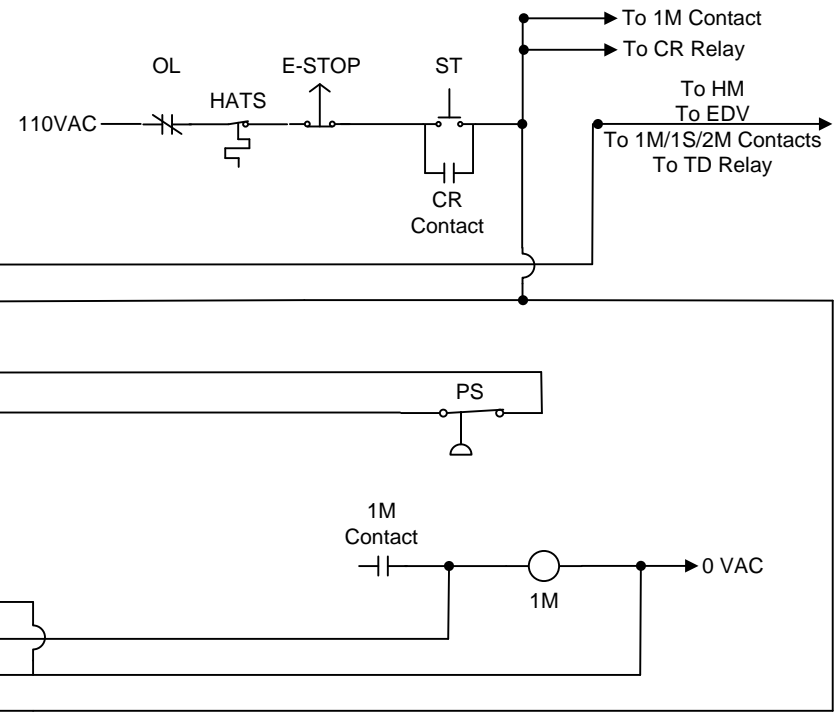 To 1M Contact
To CR Relay
OL
E-STOP
ST
HATS
To HM
To EDV
110VAC
To 1M/1S/2M Contacts
To TD Relay
CR
Contact
PS
1M
Contact
0 VAC
1M